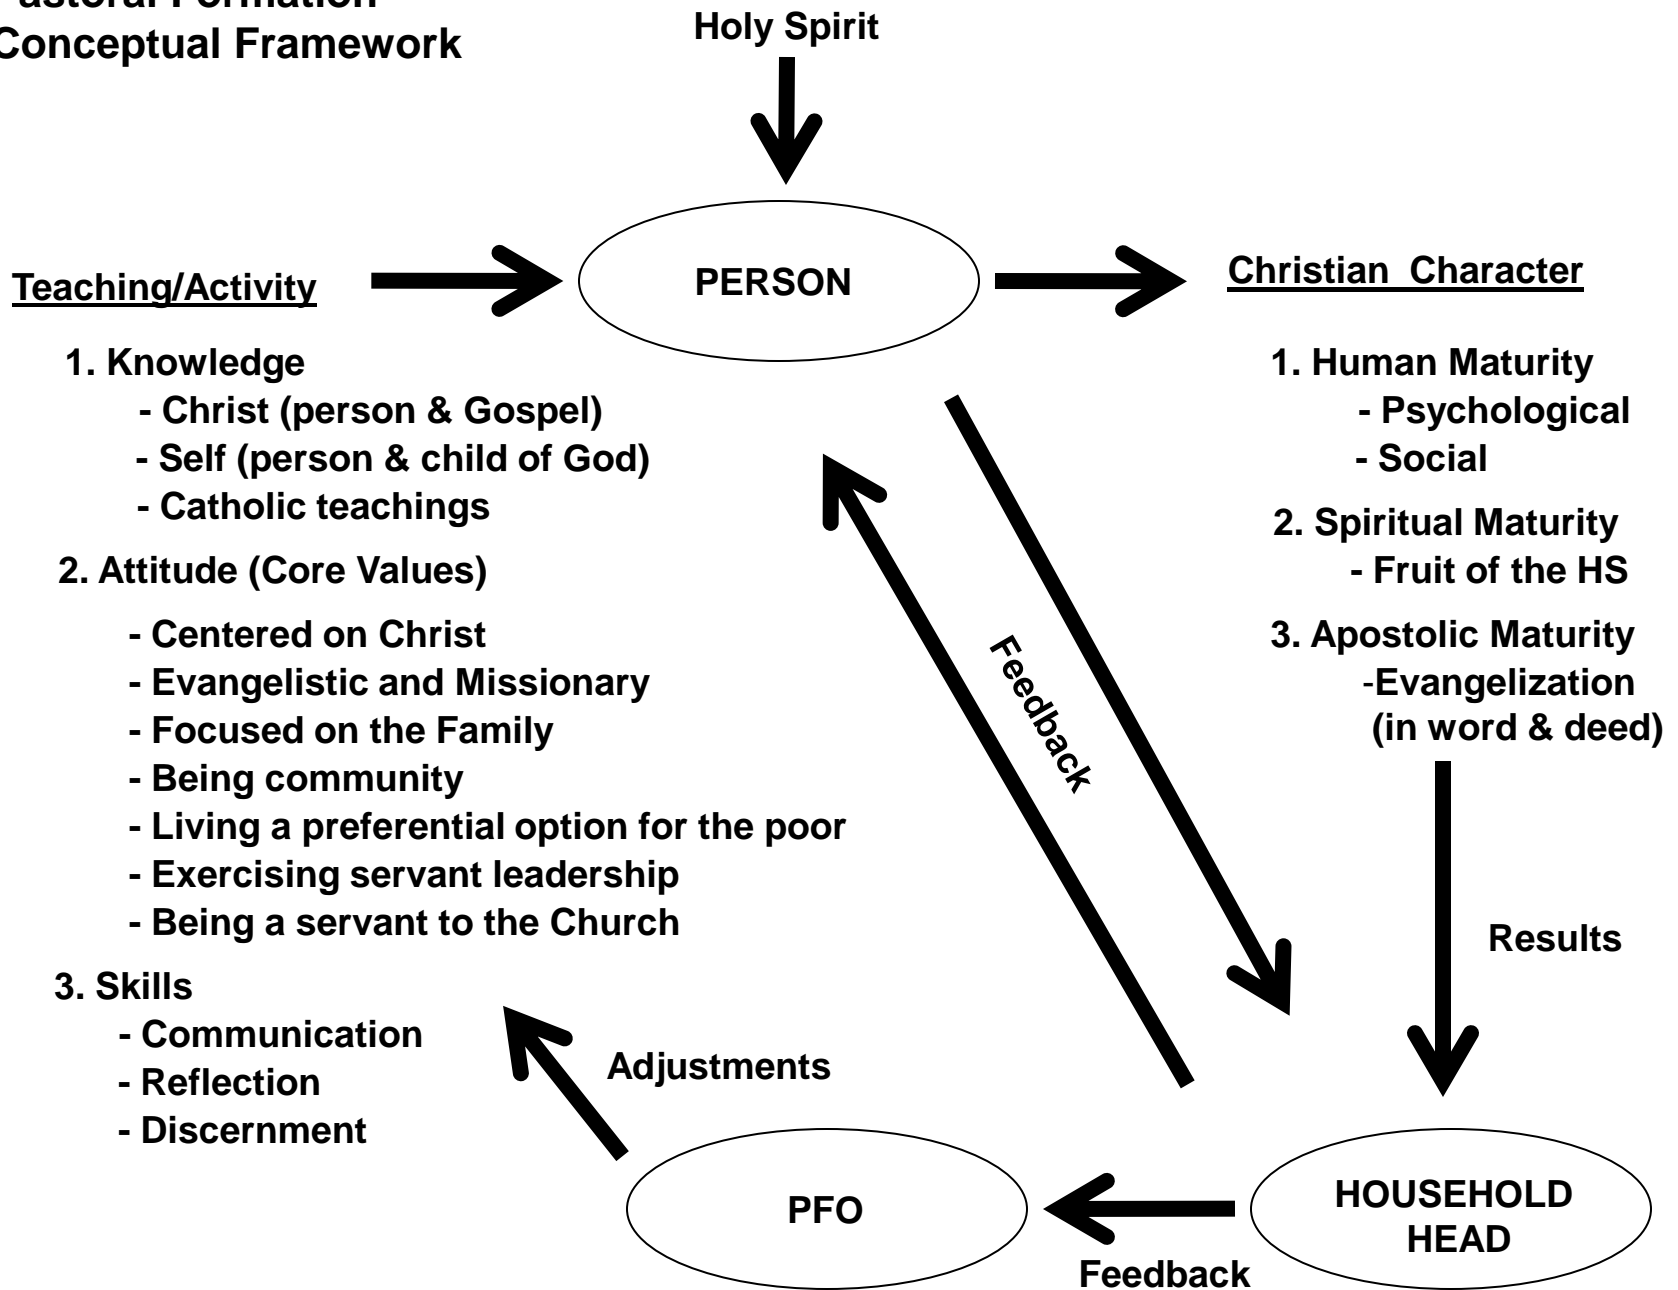 astoral Formation
Conceptual Framework
Holy Spirit
PERSON
Teaching/Activity
1. Knowledge
- Christ (person & Gospel)
- Self (person & child of God)
- Catholic teachings
2. Attitude (Core Values)
- Centered on Christ
- Evangelistic and Missionary
- Focused on the Family
- Being community
- Living a preferential option for the poor
- Exercising servant leadership
- Being a servant to the Church
3. Skills
- Communication
- Reflection
- Discernment
Christian Character
1. Human Maturity
- Psychological
- Social
2. Spiritual Maturity
- Fruit of the HS
3. Apostolic Maturity
-Evangelization
(in word & deed)
Feedback
Results
Adjustments
PFO
HOUSEHOLD
HEAD
Feedback